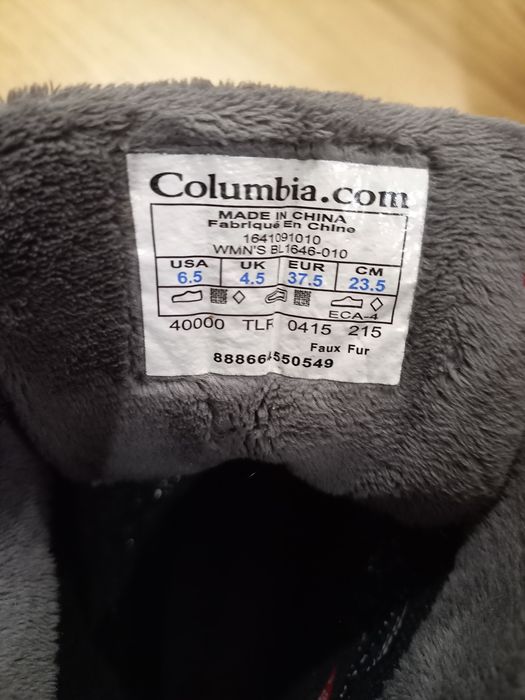 Columbia.com
MADE IN CHINA
Fabriqué En Chine
1641091010
WMN'S BL1646-010
USA UK EUR CM
6.5 4.5 37.5 23.5
ECA-4
40000 TLR 0415 215
Faux Fur